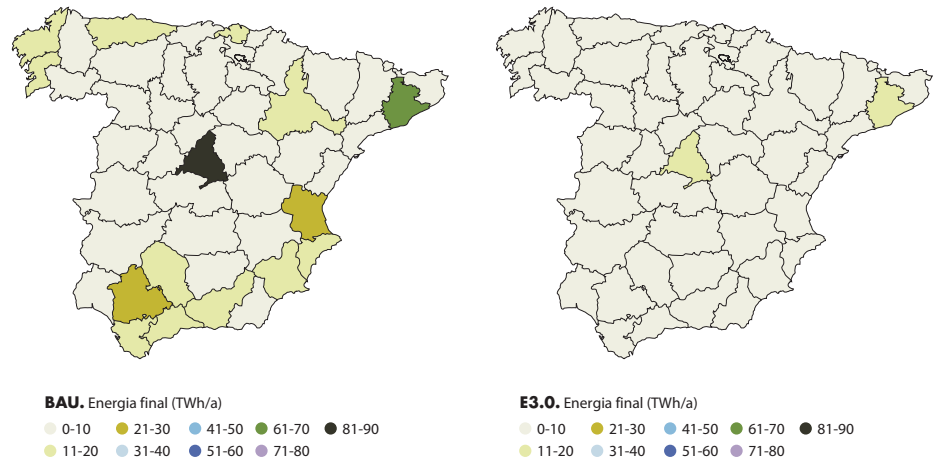 BAU. Energia final (TWh/a)
0-10 21-30 41-50 61-70 81-90
11-20 31-40 51-60 71-80
E3.0. Energia final (TWh/a)
0-10 21-30 41-50 61-70 81-90
11-20 31-40 51-60 71-80